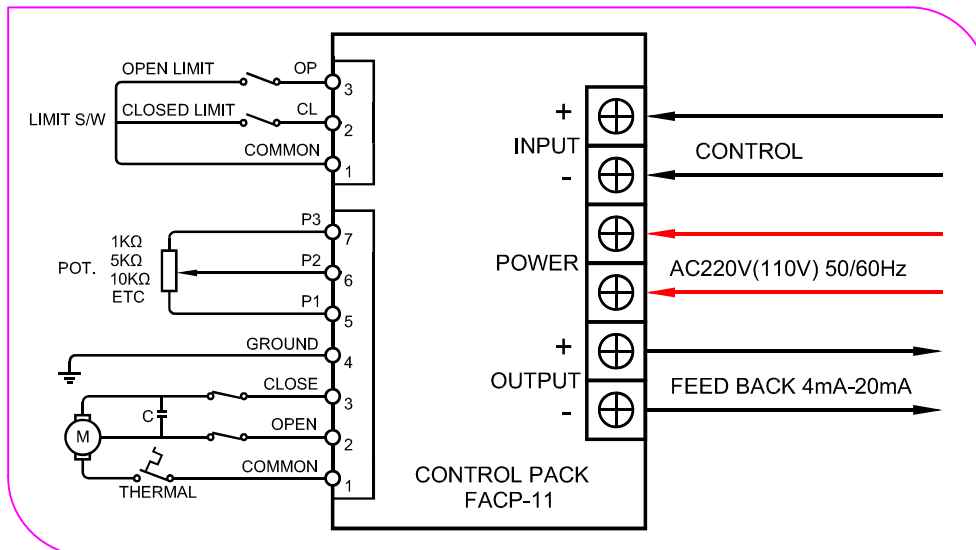 OPEN LIMIT
OP
3
LIMIT S/W
CLOSED LIMIT
CL
2
COMMON
1
P3
7
POT.
1KΩ
5KΩ
10KΩ
ETC
P2
6
P1
5
GROUND
4
CLOSE
3
C
M
OPEN
2
COMMON
1
THERMAL
+
INPUT
-
CONTROL
POWER
AC220V(110V) 50/60Hz
+
OUTPUT
-
FEED BACK 4mA-20mA
CONTROL PACK
FACP-11